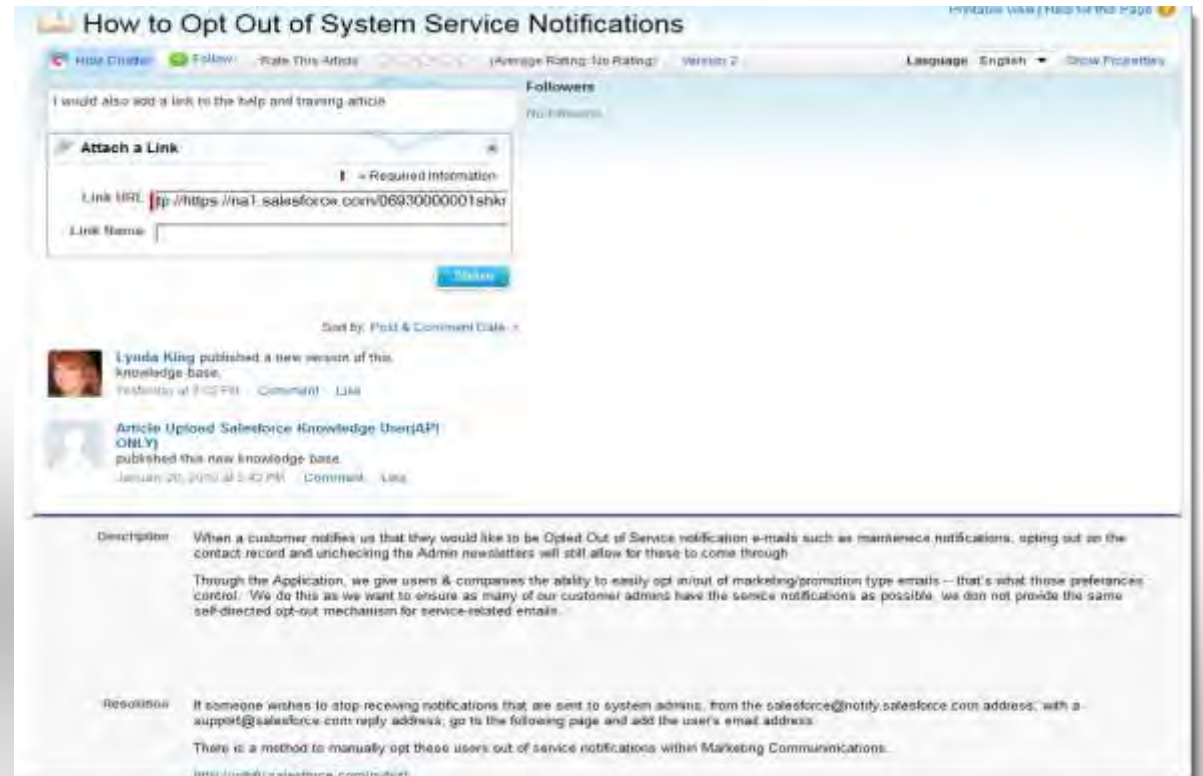 How to Opt Out of System Service Notifications
Printable View | Help for this Page
Hide Chatter Follow Rate This Article (Average Rating: No Rating) Version 2 Language English Show Properties
I would also add a link to the help and training article
Followers
No followers.
Attach a Link
= Required Information
Link URL tp://https://na1.salesforce.com/06930000001shkr
Link Name
Share
Sort by: Post & Comment Date
Lynda King published a new version of this
knowledge base.
Yesterday at PM Comment Like
Article Upload Salesforce Knowledge User(API
ONLY)
published this new knowledge base.
January 20, 2010 at 5:42 PM Comment Like
Description When a customer notifies us that they would like to be Opted Out of Service notification e-mails such as notifications, opting out on the
contact record and unchecking the Admin newsletters will still allow for these to come through
Through the Application, we give users & companies the ability to easily opt in/out of marketing/promotion type emails -- that's what those preferences
control. We do this as we want to ensure as many of our customer admins have the service notifications as possible, we don not provide the same
self-directed opt-out mechanism for service-related emails.
Resolution If someone wishes to stop receiving notifications that are sent to system admins, from the salesforce@notify.salesforce.com address, with a
support@salesforce.com reply address, go to the following page and add the user's email address.
There is a method to manually opt these users out of service notifications within Marketing